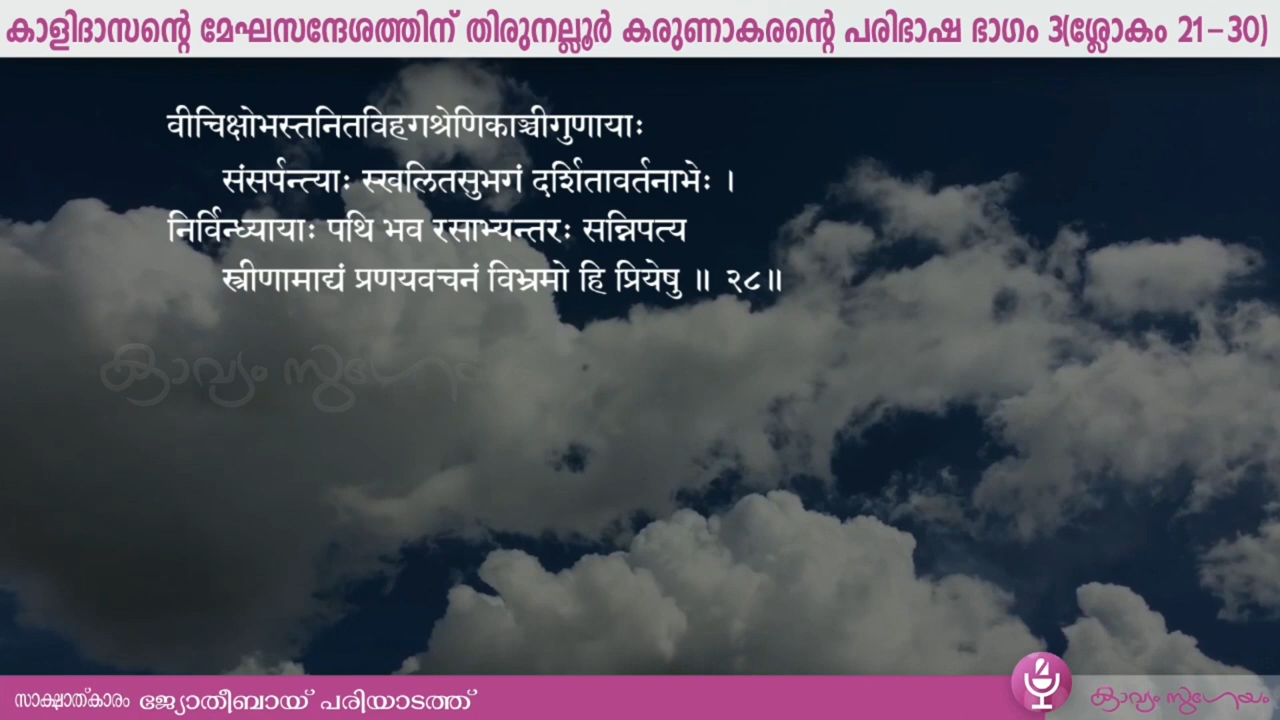 കാളിദാസന്റെ മേഘസന്ദേശത്തിന് തിരുനല്ലൂർ കരുണാകരന്റെ പരിഭാഷ ഭാഗം 3(ശ്ലോകം 21-30)
वीचिक्षोभस्तनितविहगश्रेणिकाञ्चीगुणायाः
संसर्पन्त्याः स्खलितसुभगं दर्शितावर्तनाभेः ।
निर्विन्ध्यायाः पथि भव रसाभ्यन्तरः सन्निपत्य
स्त्रीणामाद्यं प्रणयवचनं विभ्रमो हि प्रियेषु ॥ २८॥
കാവ്യം സുഗേയം
സാക്ഷാത്കാരം ജ്യോതീബായ് പരിയാടത്ത്
കാവ്യം സുഗേയം